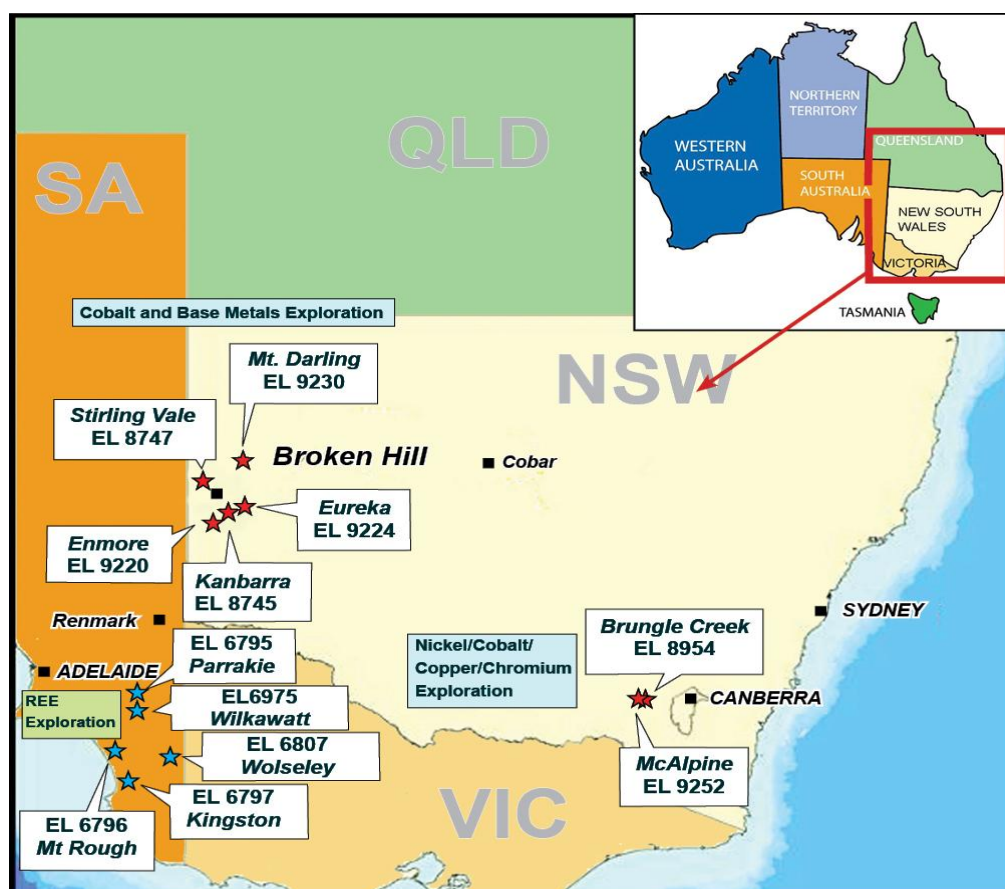 QLD
SA
NORTHERN
TERRITORY
WESTERN
AUSTRALIA
QUEENSLAND
SOUTH
AUSTRALIA
NEW SOUTH
WALES
VICTORIA
TASMANIA
Cobalt and Base Metals Exploration
NSW
Mt. Darling
EL 9230
Stirling Vale
EL 8747
Broken Hill
Cobar
Eureka
EL 9224
Enmore
EL 9220
Kanbarra
EL 8745
Renmark
SYDNEY
ADELAIDE
EL 6795
Parrakie
Nickel/Cobalt/
Copper/Chromium
Exploration
Brungle Creek
EL 8954
REE
Exploration
EL6975
Wilkawatt
CANBERRA
EL 6807
Wolseley
McAlpine
EL 9252
EL 6797
Kingston
EL 6796
Mt Rough
VIC